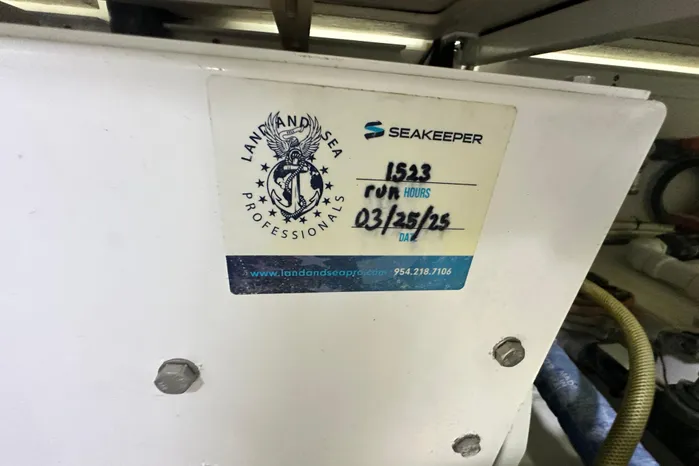 LAND AND SEA
PROFESSIONALS
SEAKEEPER
1523
run HOURS
03/25/25
DATE
www.landandseapro.com 954.218.7106